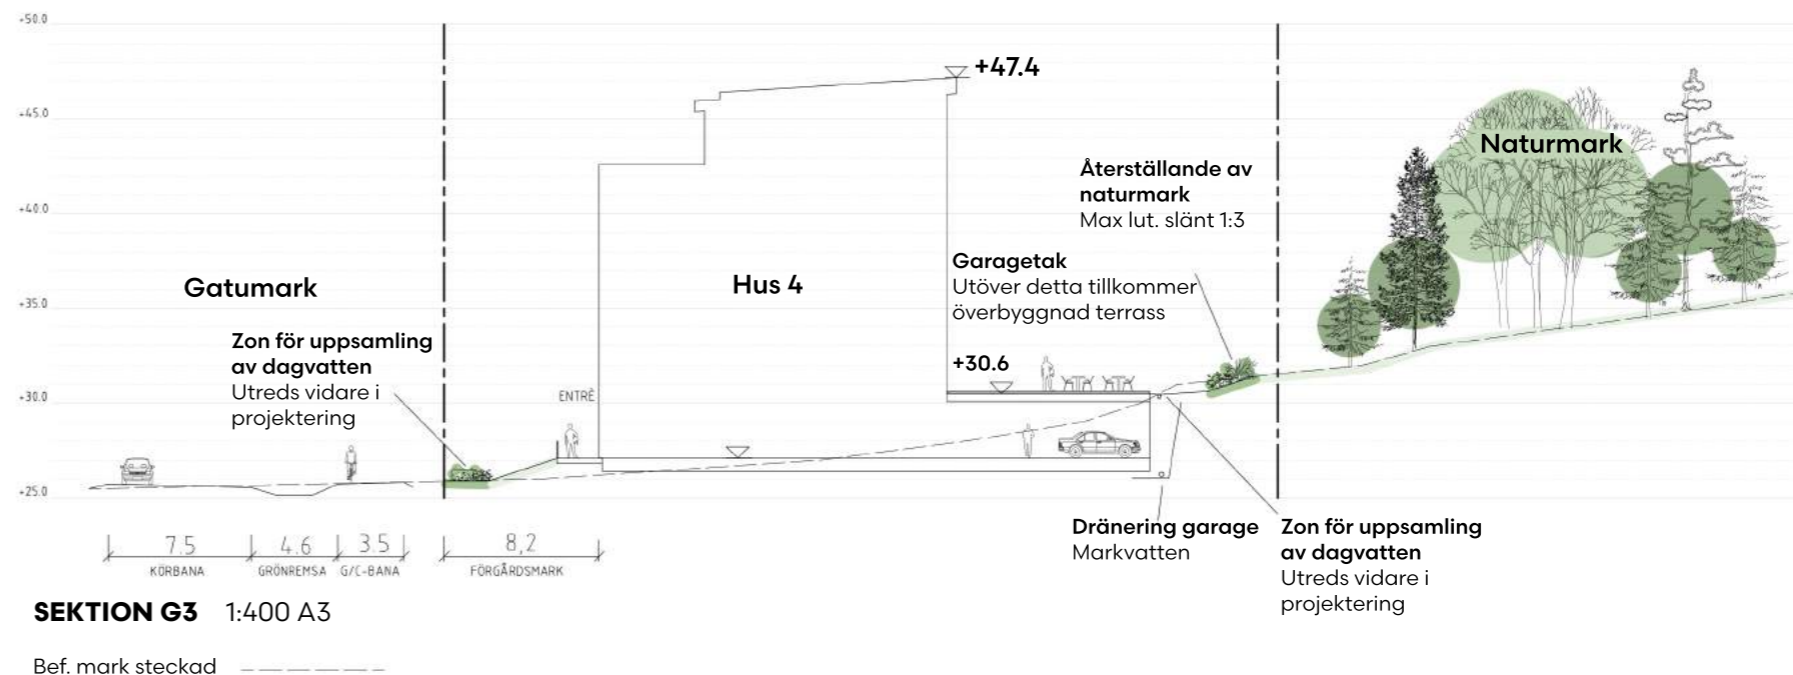 +50.0
+47.4
+45.0
Naturmark
Återställande av
naturmark
Max lut. slänt 1:3
+40.0
Garagetak
Utöver detta tillkommer
överbyggnad terrass
Gatumark
Hus 4
+35.0
Zon för uppsamling
av dagvatten
Utreds vidare i
projektering
+30.6
ENTRÈ
+30.0
+25.0
Dränering garage
Markvatten
Zon för uppsamling
av dagvatten
Utreds vidare i
projektering
7.5
4.6
3.5
8,2
KÖRBANA
GRÖNREMSA
G/C-BANA
FÖRGÅRDSMARK
SEKTION G3 1:400 A3
Bef. mark steckad